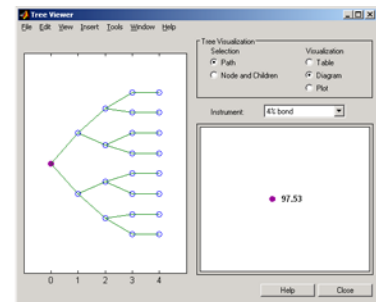 Tree Viewer
File Edit View Insert Tools Window Help
Tree Visualization
Selection
Visualization
Path
Table
Node and Children
Diagram
Plot
Instrument:
4% bond
97.53
0 1 2 3 4
Help
Close